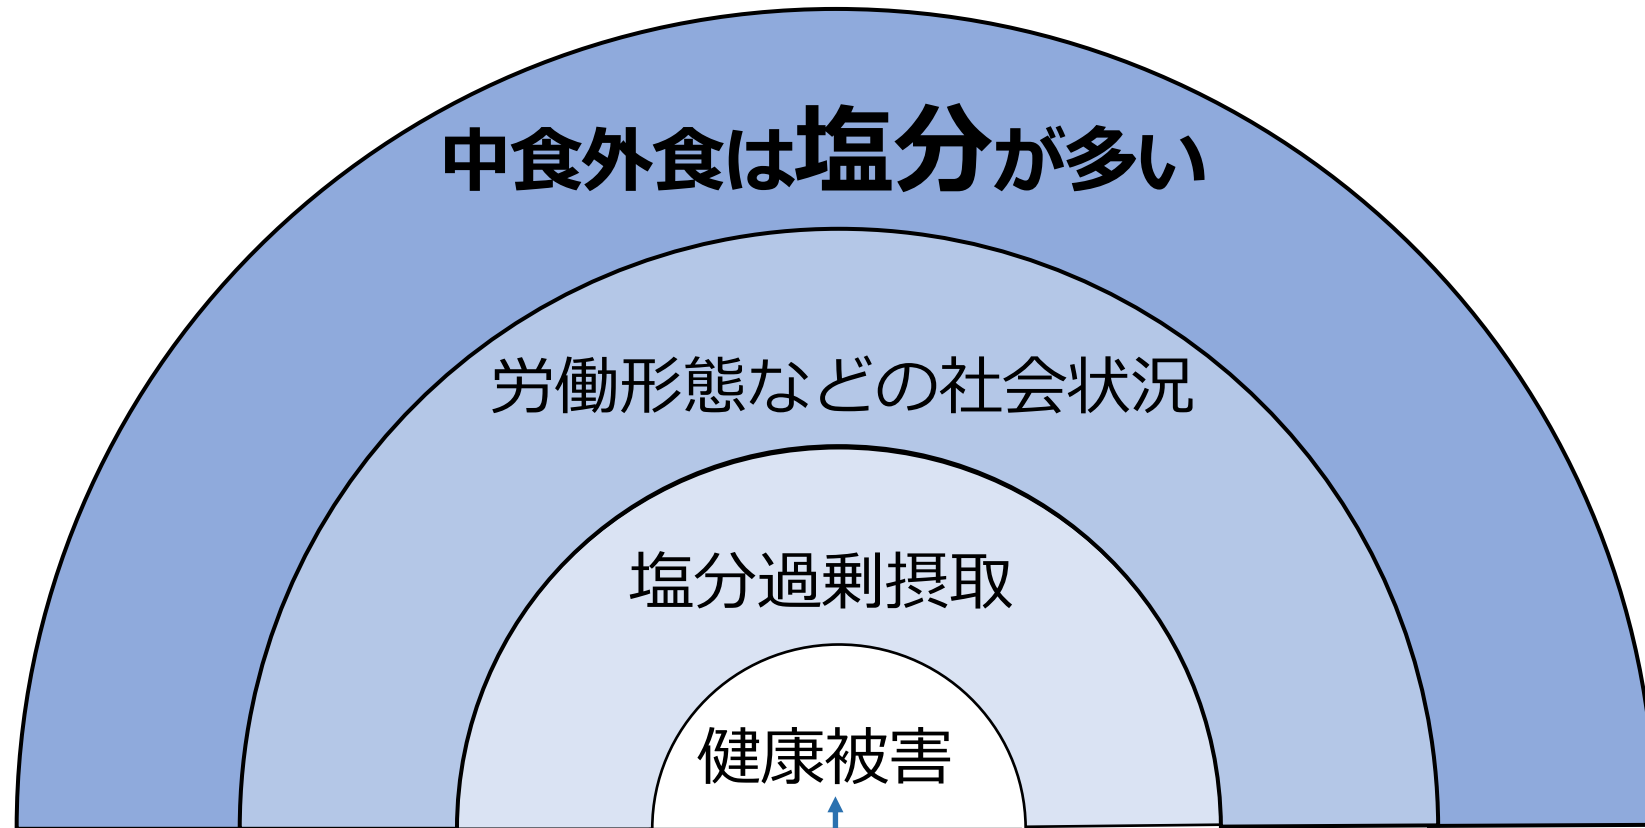 中食外食は塩分が多い
労働形態などの社会状況
塩分過剰摂取
健康被害